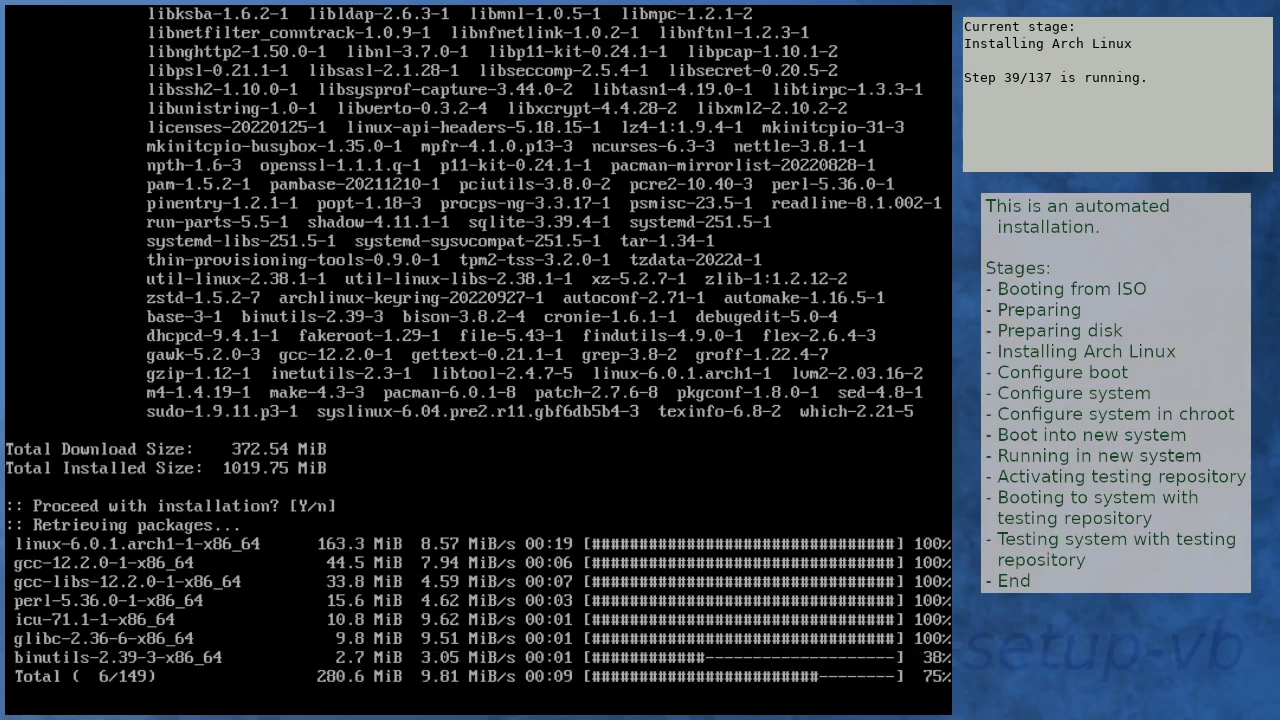 libksba-1.6.2-1  libldap-2.6.3-1  libmnl-1.0.5-1  libmpc-1.2.1-2
libnetfilter_conntrack-1.0.9-1  libnfnetlink-1.0.2-1  libnftnl-1.2.3-1
libnghttp2-1.50.0-1  libnl-3.7.0-1  libp11-kit-0.24.1-1  libpcap-1.10.1-2
libpsl-0.21.1-1  libsasl-2.1.28-1  libseccomp-2.5.4-1  libsecret-0.20.5-2
libssh2-1.10.0-1  libsysprof-capture-3.44.0-2  libtasn1-4.19.0-1  libtirpc-1.3.3-1
libunistring-1.0-1  libverto-0.3.2-4  libxcrypt-4.4.28-2  libxml2-2.10.2-2
licenses-20220125-1  linux-api-headers-5.18.15-1  lz4-1:1.9.4-1  mkinitcpio-31-3
mkinitcpio-busybox-1.35.0-1  mpfr-4.1.0.p13-3  ncurses-6.3-3  nettle-3.8.1-1
npth-1.6-3  openssl-1.1.1.q-1  p11-kit-0.24.1-1  pacman-mirrorlist-20220828-1
pam-1.5.2-1  pambase-20211210-1  pciutils-3.8.0-2  pcre2-10.40-3  perl-5.36.0-1
pinentry-1.2.1-1  popt-1.18-3  procps-ng-3.3.17-1  psmisc-23.5-1  readline-8.1.002-1
run-parts-5.5-1  shadow-4.11.1-1  sqlite-3.39.4-1  systemd-251.5-1
systemd-libs-251.5-1  systemd-sysvcompat-251.5-1  tar-1.34-1
thin-provisioning-tools-0.9.0-1  tpm2-tss-3.2.0-1  tzdata-2022d-1
util-linux-2.38.1-1  util-linux-libs-2.38.1-1  xz-5.2.7-1  zlib-1:1.2.12-2
zstd-1.5.2-7  archlinux-keyring-20220927-1  autoconf-2.71-1  automake-1.16.5-1
base-3-1  binutils-2.39-3  bison-3.8.2-4  cronie-1.6.1-1  debugedit-5.0-4
dhcpcd-9.4.1-1  fakeroot-1.29-1  file-5.43-1  findutils-4.9.0-1  flex-2.6.4-3
gawk-5.2.0-3  gcc-12.2.0-1  gettext-0.21.1-1  grep-3.8-2  groff-1.22.4-7
gzip-1.12-1  inetutils-2.3-1  libtool-2.4.7-5  linux-6.0.1.arch1-1  lvm2-2.03.16-2
m4-1.4.19-1  make-4.3-3  pacman-6.0.1-8  patch-2.7.6-8  pkgconf-1.8.0-1  sed-4.8-1
sudo-1.9.11.p3-1  syslinux-6.04.pre2.r11.gbf6db5b4-3  texinfo-6.8-2  which-2.21-5
Total Download Size:    372.54 MiB
Total Installed Size:  1019.75 MiB
:: Proceed with installation? [Y/n]
:: Retrieving packages...
linux-6.0.1.arch1-1-x86_64      163.3 MiB  8.57 MiB/s 00:19 [################################] 100%
gcc-12.2.0-1-x86_64              44.5 MiB  7.94 MiB/s 00:06 [################################] 100%
gcc-libs-12.2.0-1-x86_64         33.8 MiB  4.59 MiB/s 00:07 [################################] 100%
perl-5.36.0-1-x86_64             15.6 MiB  4.62 MiB/s 00:03 [################################] 100%
icu-71.1-1-x86_64                10.8 MiB  9.62 MiB/s 00:01 [################################] 100%
glibc-2.36-6-x86_64               9.8 MiB  9.51 MiB/s 00:01 [################################] 100%
binutils-2.39-3-x86_64            2.7 MiB  3.05 MiB/s 00:01 [############--------------------]  38%
Total (  6/149)                 280.6 MiB  9.81 MiB/s 00:09 [########################--------]  75%
Current stage:
Installing Arch Linux
Step 39/137 is running.
This is an automated
installation.
Stages:
- Booting from ISO
- Preparing
- Preparing disk
- Installing Arch Linux
- Configure boot
- Configure system
- Configure system in chroot
- Boot into new system
- Running in new system
- Activating testing repository
- Booting to system with
testing repository
- Testing system with testing
repository
- End
setup-vb